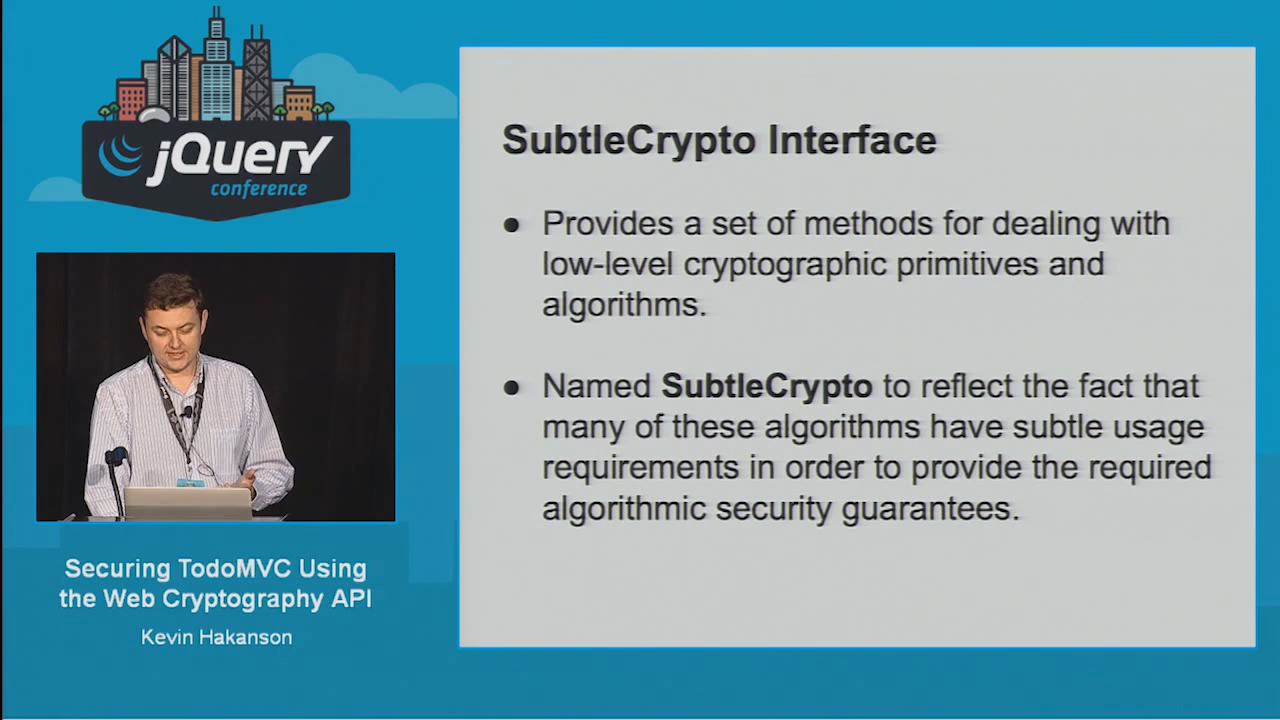 jQuery
conference
Securing TodoMVC Using
the Web Cryptography API
Kevin Hakanson
SubtleCrypto Interface
● Provides a set of methods for dealing with
low-level cryptographic primitives and
algorithms.
● Named SubtleCrypto to reflect the fact that
many of these algorithms have subtle usage
requirements in order to provide the required
algorithmic security guarantees.